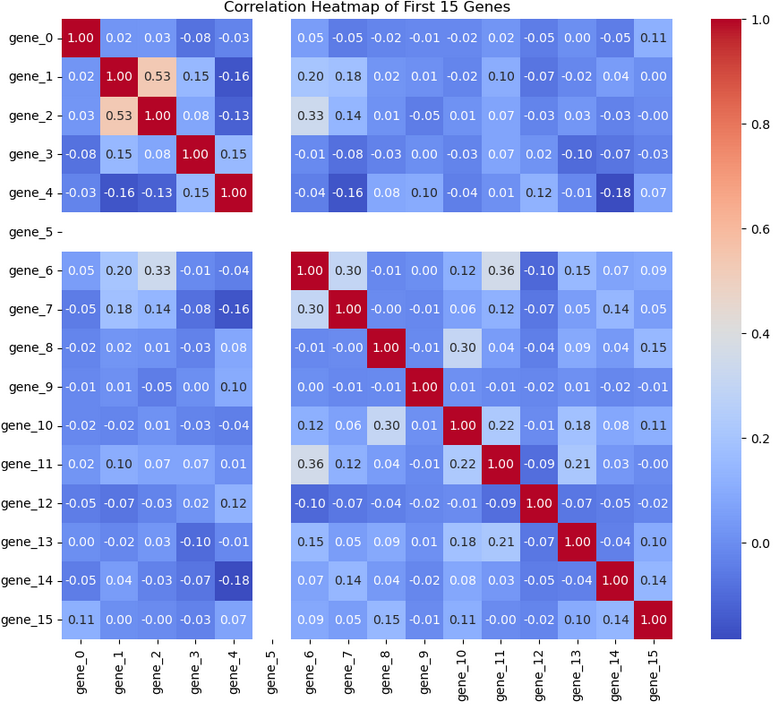 Correlation Heatmap of First 15 Genes
gene_0 1.00 0.02 0.03 -0.08 -0.03 0.05 -0.05 -0.02 -0.01 -0.02 0.02 -0.05 0.00 -0.05 0.11
gene_1 0.02 1.00 0.53 0.15 -0.16 0.20 0.18 0.02 0.01 -0.02 0.10 -0.07 -0.02 0.04 0.00
gene_2 0.03 0.53 1.00 0.08 -0.13 0.33 0.14 0.01 -0.05 0.01 0.07 -0.03 0.03 -0.03 -0.00
gene_3 -0.08 0.15 0.08 1.00 0.15 -0.01 -0.08 -0.03 0.00 -0.03 0.07 0.02 -0.10 -0.07 -0.03
gene_4 -0.03 -0.16 -0.13 0.15 1.00 -0.04 -0.16 0.08 0.10 -0.04 0.01 0.12 -0.01 -0.18 0.07
gene_5
gene_6 0.05 0.20 0.33 -0.01 -0.04 1.00 0.30 -0.01 0.00 0.12 0.36 -0.10 0.15 0.07 0.09
gene_7 -0.05 0.18 0.14 -0.08 -0.16 0.30 1.00 -0.00 -0.01 0.06 0.12 -0.07 0.05 0.14 0.05
gene_8 -0.02 0.02 0.01 -0.03 0.08 -0.01 -0.00 1.00 -0.01 0.30 0.04 -0.04 0.09 0.04 0.15
gene_9 -0.01 0.01 -0.05 0.00 0.10 0.00 -0.01 -0.01 1.00 0.01 -0.01 -0.02 0.01 -0.02 -0.01
gene_10 -0.02 -0.02 0.01 -0.03 -0.04 0.12 0.06 0.30 0.01 1.00 0.22 -0.01 0.18 0.08 0.11
gene_11 0.02 0.10 0.07 0.07 0.01 0.36 0.12 0.04 -0.01 0.22 1.00 -0.09 0.21 0.03 -0.00
gene_12 -0.05 -0.07 -0.03 0.02 0.12 -0.10 -0.07 -0.04 -0.02 -0.01 -0.09 1.00 -0.07 -0.05 -0.02
gene_13 0.00 -0.02 0.03 -0.10 -0.01 0.15 0.05 0.09 0.01 0.18 0.21 -0.07 1.00 -0.04 0.10
gene_14 -0.05 0.04 -0.03 -0.07 -0.18 0.07 0.14 0.04 -0.02 0.08 0.03 -0.05 -0.04 1.00 0.14
gene_15 0.11 0.00 -0.00 -0.03 0.07 0.09 0.05 0.15 -0.01 0.11 -0.00 -0.02 0.10 0.14 1.00
gene_0 gene_1 gene_2 gene_3 gene_4 gene_5 gene_6 gene_7 gene_8 gene_9 gene_10 gene_11 gene_12 gene_13 gene_14 gene_15
1.0
0.8
0.6
0.4
0.2
0.0